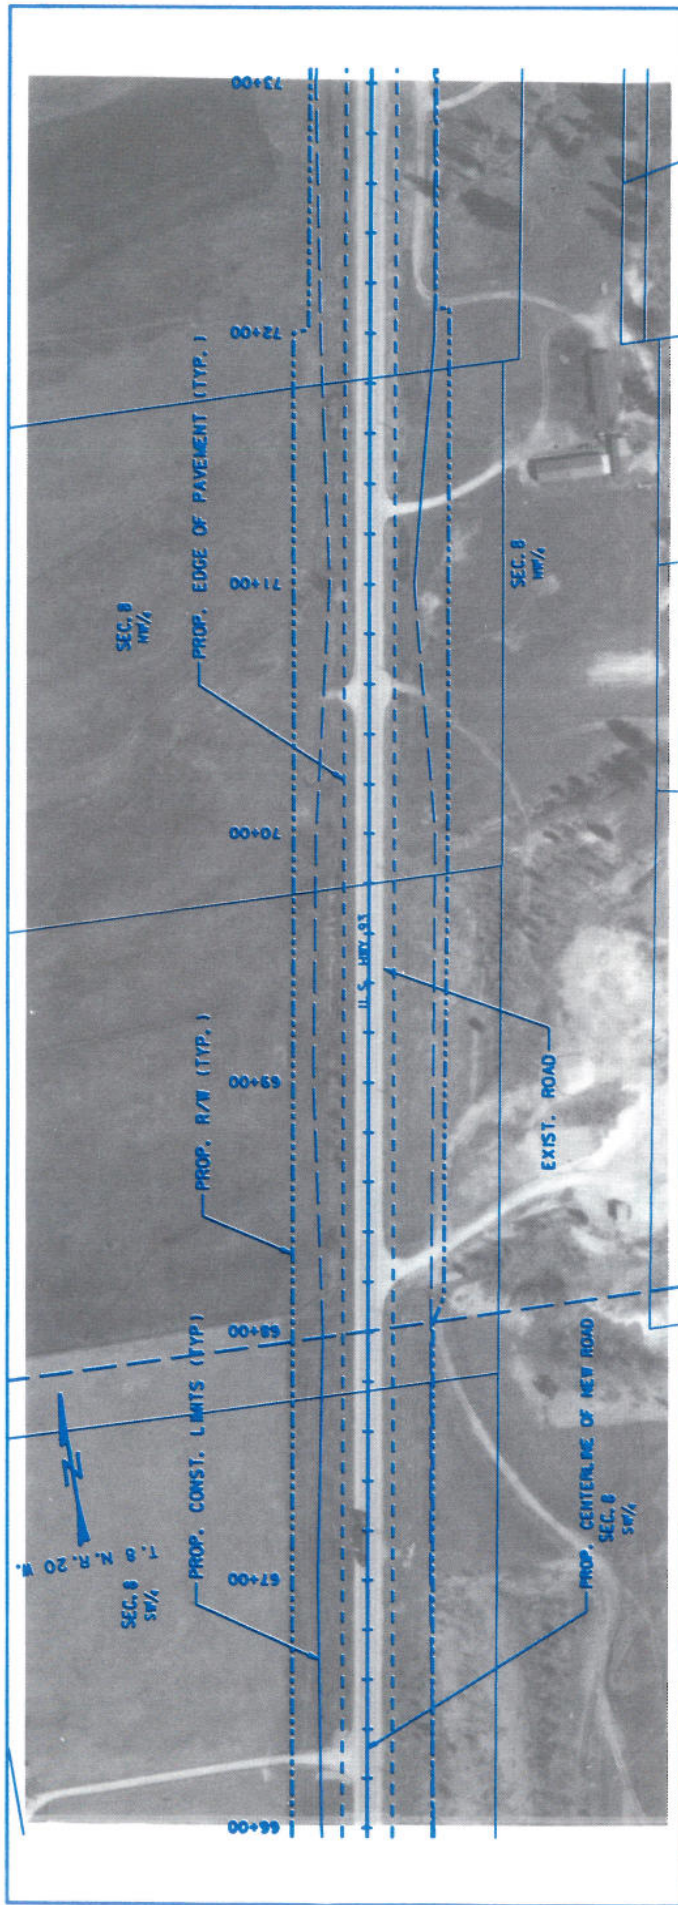 73+00
72+00
PROP. EDGE OF PAVEMENT (TYP.)
SEC. 8
NW/4
71+00
SEC. 8
NW/4
70+00
U.S. HWY. 93
PROP. R/W (TYP.)
69+00
EXIST. ROAD
68+00
PROP. CONST. LIMITS (TYP)
N
T. 8 N. R. 20 W.
SEC. 8
SW/4
67+00
PROP. CENTERLINE OF NEW ROAD
SEC. 8
SW/4
66+00